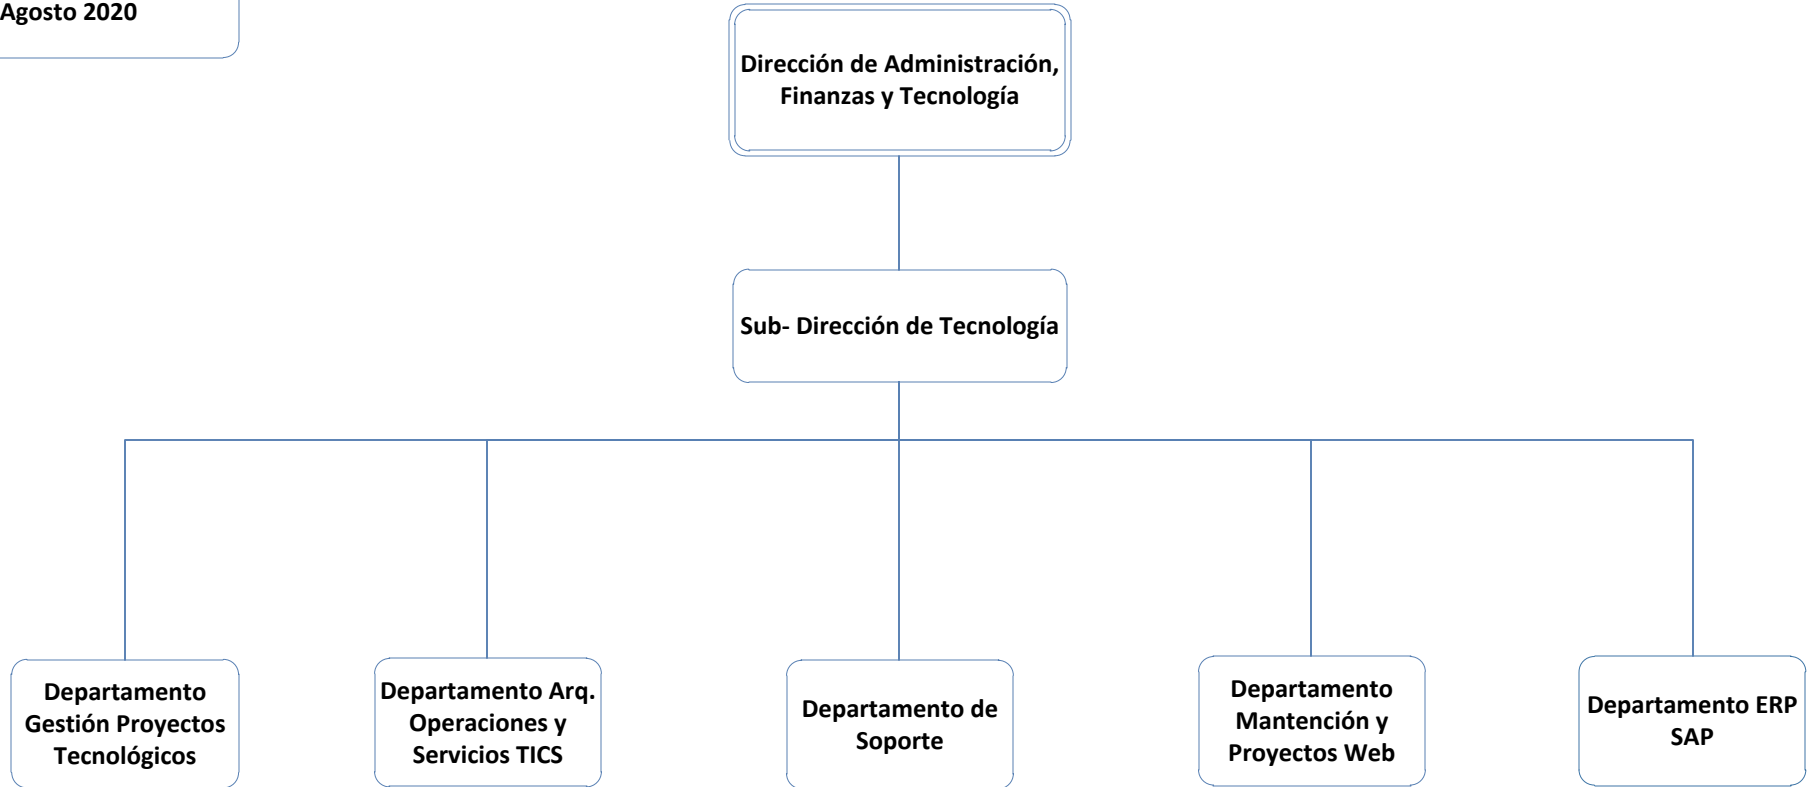 Agosto 2020
Dirección de Administración,
Finanzas y Tecnología
Sub- Dirección de Tecnología
Departamento
Gestión Proyectos
Tecnológicos
Departamento Arq.
Operaciones y
Servicios TICS
Departamento de
Soporte
Departamento
Mantención y
Proyectos Web
Departamento ERP
SAP